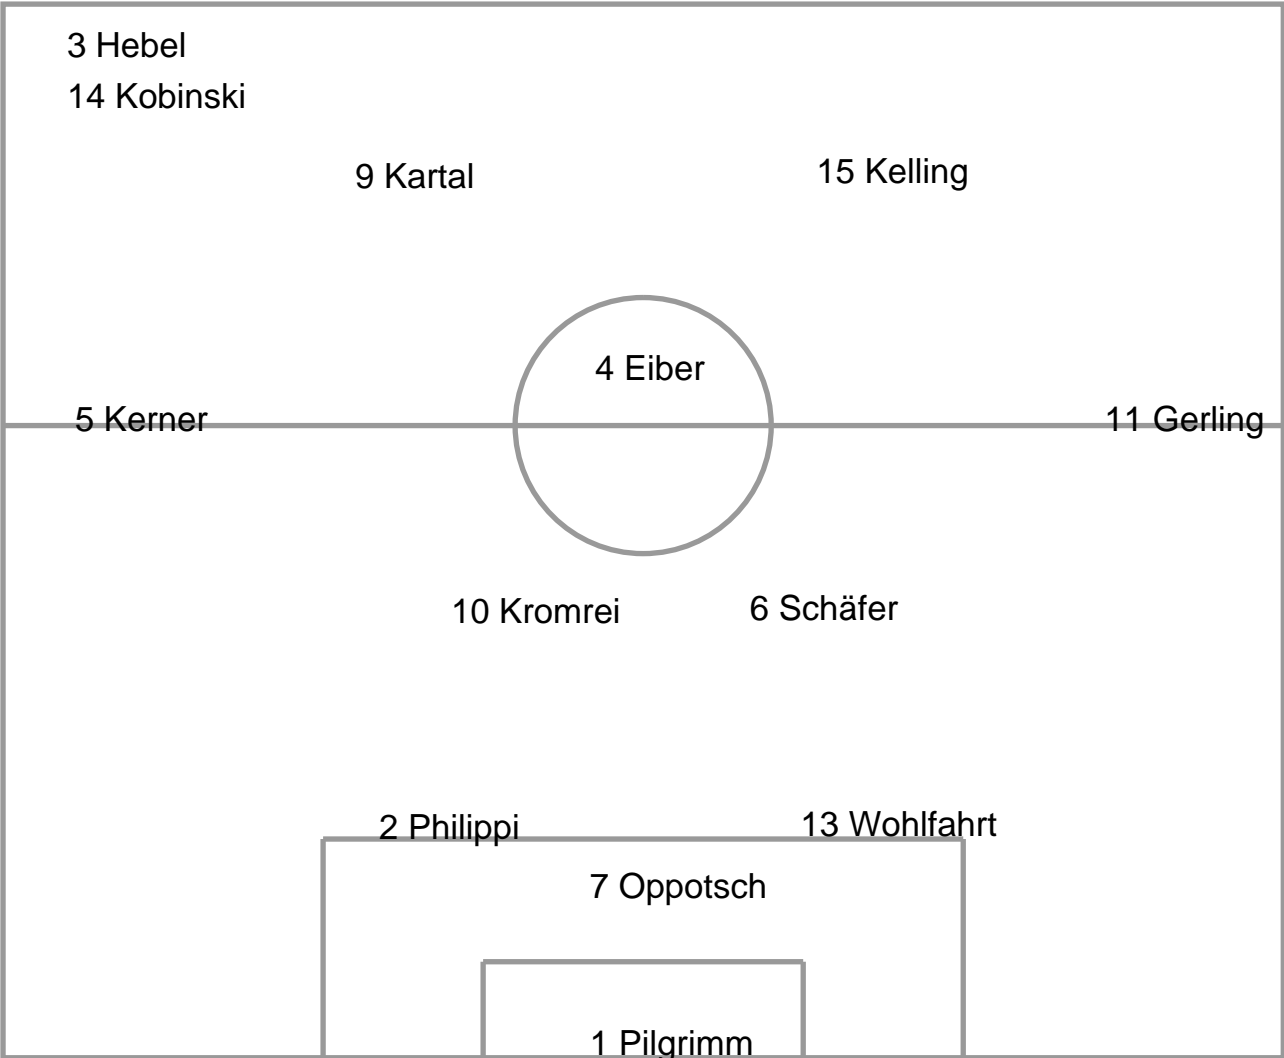 3 Hebel
14 Kobinski
9 Kartal
15 Kelling
4 Eiber
5 Kerner
11 Gerling
10 Kromrei
6 Schäfer
2 Philippi
13 Wohlfahrt
7 Oppotsch
1 Pilgrimm